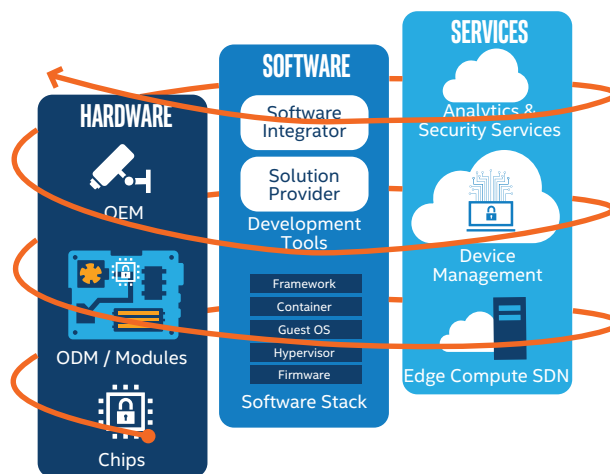 HARDWARE
OEM
ODM / Modules
Chips
SOFTWARE
Software
Integrator
Solution
Provider
Development
Tools
Framework
Container
Guest OS
Hypervisor
Firmware
Software Stack
SERVICES
Analytics &
Security Services
Device
Management
Edge Compute SDN